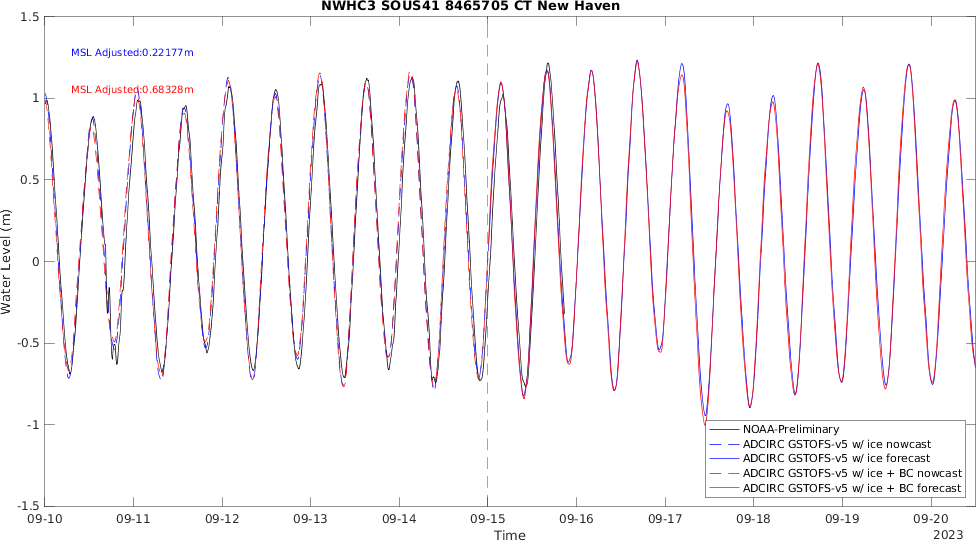 NWHC3 SOUS41 8465705 CT New Haven
1.5
MSL Adjusted:0.22177m
MSL Adjusted:0.68328m
1
0.5
0
-0.5
-1
-1.5
Water Level (m)
NOAA-Preliminary
ADCIRC GSTOFS-v5 w/ ice nowcast
ADCIRC GSTOFS-v5 w/ ice forecast
ADCIRC GSTOFS-v5 w/ ice + BC nowcast
ADCIRC GSTOFS-v5 w/ ice + BC forecast
09-10 09-11 09-12 09-13 09-14 09-15 09-16 09-17 09-18 09-19 09-20
Time
2023